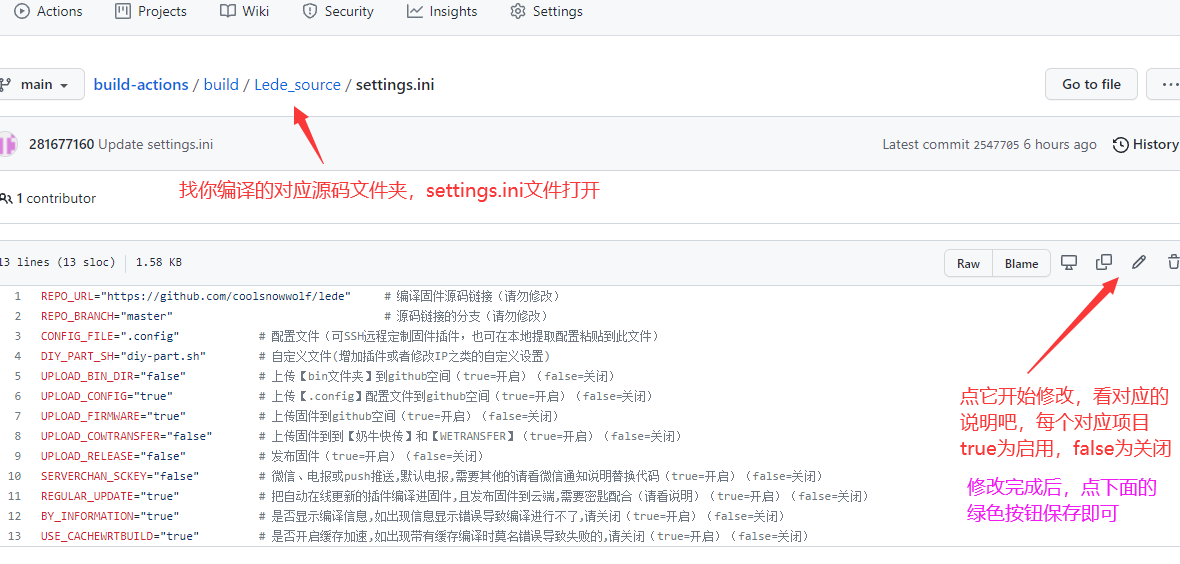 Actions Projects Wiki Security Insights Settings
main build-actions / build / Lede_source / settings.ini Go to file ...
281677160 Update settings.ini Latest commit 2547705 6 hours ago History
找你编译的对应源码文件夹，settings.ini文件打开
1 contributor
13 lines (13 sloc) 1.58 KB Raw Blame
1 REPO_URL="https://github.com/coolsnowwolf/lede" # 编译固件源码链接（请勿修改）
2 REPO_BRANCH="master" # 源码链接的分支（请勿修改）
3 CONFIG_FILE=".config" # 配置文件（可SSH远程定制固件插件，也可在本地提取配置粘贴到此文件）
4 DIY_PART_SH="diy-part.sh" # 自定义文件(增加插件或者修改IP之类的自定义设置)
5 UPLOAD_BIN_DIR="false" # 上传【bin文件夹】到github空间（true=开启）（false=关闭）
6 UPLOAD_CONFIG="true" # 上传【.config】配置文件到github空间（true=开启）（false=关闭）
7 UPLOAD_FIRMWARE="true" # 上传固件到github空间（true=开启）（false=关闭）
8 UPLOAD_COWTRANSFER="false" # 上传固件到到【奶牛快传】和【WETRANSFER】（true=开启）（false=关闭）
9 UPLOAD_RELEASE="false" # 发布固件（true=开启）（false=关闭）
10 SERVERCHAN_SCKEY="false" # 微信、电报或push推送,默认电报,需要其他的请看微信通知说明替换代码（true=开启）（false=关闭）
11 REGULAR_UPDATE="true" # 把自动在线更新的插件编译进固件,且发布固件到云端,需要密匙配合（请看说明）（true=开启）（false=关闭）
12 BY_INFORMATION="true" # 是否显示编译信息,如出现信息显示错误导致编译进行不了,请关闭（true=开启）（false=关闭）
13 USE_CACHEWRTBUILD="true" # 是否开启缓存加速,如出现带有缓存编译时莫名错误导致失败的,请关闭（true=开启）（false=关闭）
点它开始修改，看对应的
说明吧，每个对应项目
true为启用，false为关闭
修改完成后，点下面的
绿色按钮保存即可